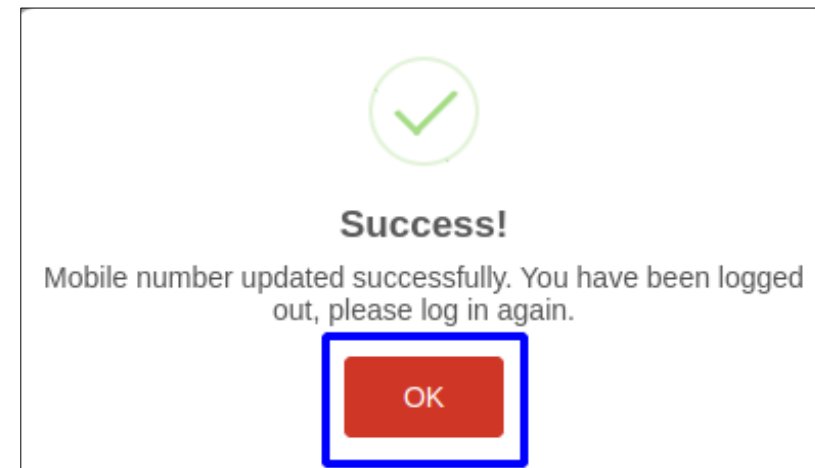 Success!
Mobile number updated successfully. You have been logged
out, please log in again.
OK